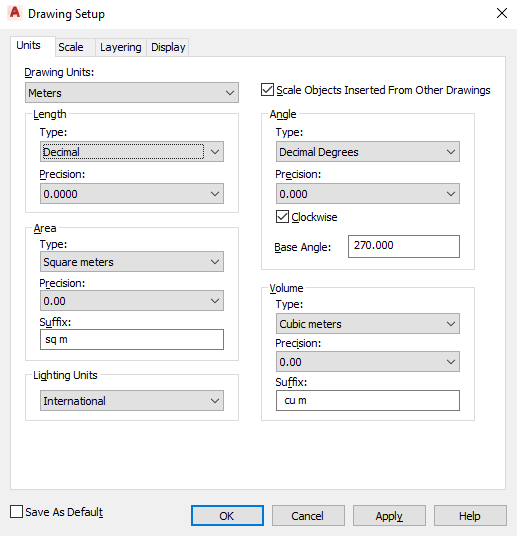 Drawing Setup
Units
Scale
Layering
Display
Drawing Units:
Meters
Scale Objects Inserted From Other Drawings
Length
Type:
Decimal
Precision:
0.0000
Angle
Type:
Decimal Degrees
Precision:
0.000
Clockwise
Base Angle:
270.000
Area
Type:
Square meters
Precision:
0.00
Suffix:
sq m
Volume
Type:
Cubic meters
Precision:
0.00
Suffix:
cu m
Lighting Units
International
Save As Default
OK
Cancel
Apply
Help